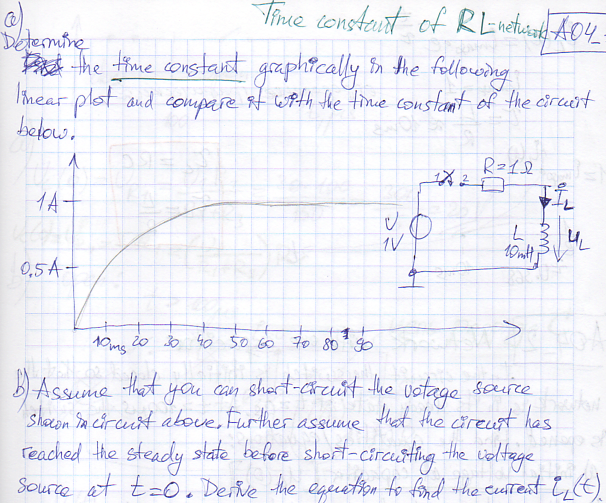 a)
Time constant of RL-network A04
Determine
the time constant graphically in the following
linear plot and compare it with the time constant of the circuit
below.
1A
0.5A
10ms 20 30 40 50 60 70 80 90
1 2 R=1Ω
i_L
U
1V
L
10mH
u_L
b) Assume that you can short-circuit the votage source
shown in circuit above. Further assume that the circuit has
reached the steady state before short-circuiting the voltage
source at t=0. Derive the equation to find the current i_L(t)